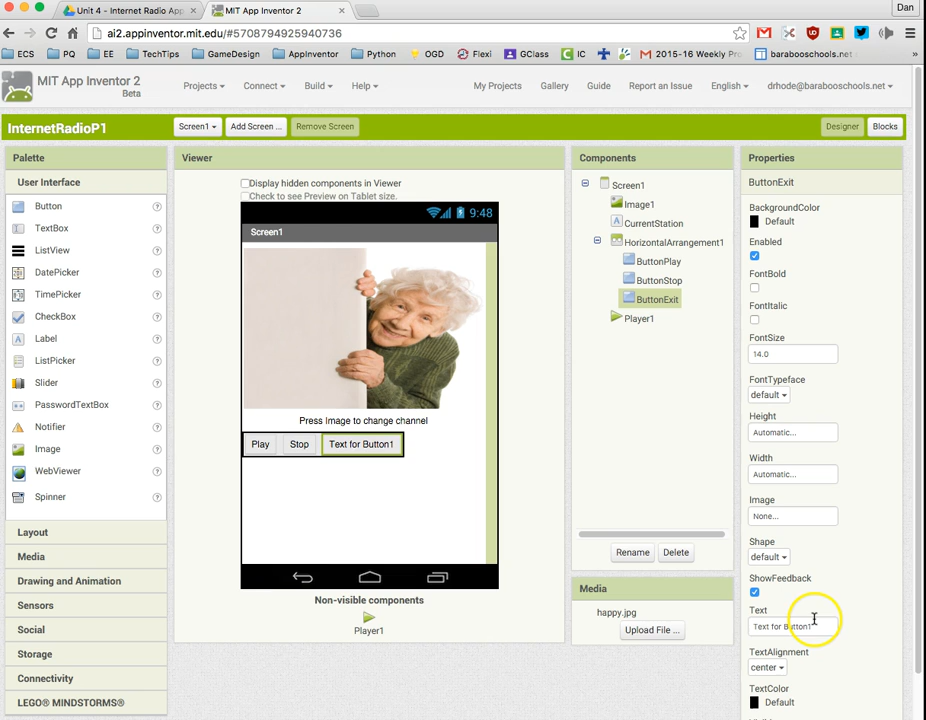 Unit 4 - Internet Radio App
MIT App Inventor 2
Dan
ai2.appinventor.mit.edu/#5708794925940736
ECS
PQ
EE
TechTips
GameDesign
AppInventor
Python
OGD
Flexi
GClass
IC
2015-16 Weekly Pro
barabooschools.net
»
MIT App Inventor 2
Beta
Projects
Connect
Build
Help
My Projects
Gallery
Guide
Report an Issue
English
drhode@barabooschools.net
InternetRadioP1
Screen1
Add Screen ...
Remove Screen
Designer
Blocks
Palette
User Interface
Button
TextBox
ListView
DatePicker
TimePicker
CheckBox
Label
ListPicker
Slider
PasswordTextBox
Notifier
Image
WebViewer
Spinner
Layout
Media
Drawing and Animation
Sensors
Social
Storage
Connectivity
LEGO® MINDSTORMS®
Viewer
Display hidden components in Viewer
Check to see Preview on Tablet size.
9:48
Screen1
Press Image to change channel
Play
Stop
Text for Button1
Non-visible components
Player1
Components
Screen1
Image1
CurrentStation
HorizontalArrangement1
ButtonPlay
ButtonStop
ButtonExit
Player1
Rename
Delete
Media
happy.jpg
Upload File ...
Properties
ButtonExit
BackgroundColor
Default
Enabled
FontBold
FontItalic
FontSize
14.0
FontTypeface
default
Height
Automatic...
Width
Automatic...
Image
None...
Shape
default
ShowFeedback
Text
Text for Button1
TextAlignment
center
TextColor
Default